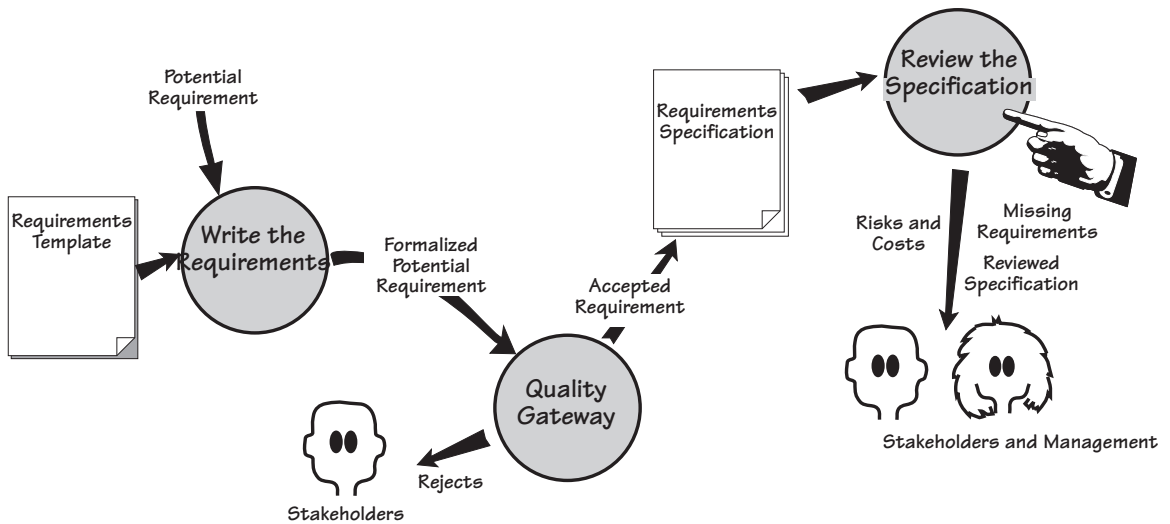 Potential
Requirement
Requirements
Template
Write the
Requirements
Formalized
Potential
Requirement
Quality
Gateway
Rejects
Stakeholders
Accepted
Requirement
Requirements
Specification
Review the
Specification
Risks and
Costs
Missing
Requirements
Reviewed
Specification
Stakeholders and Management